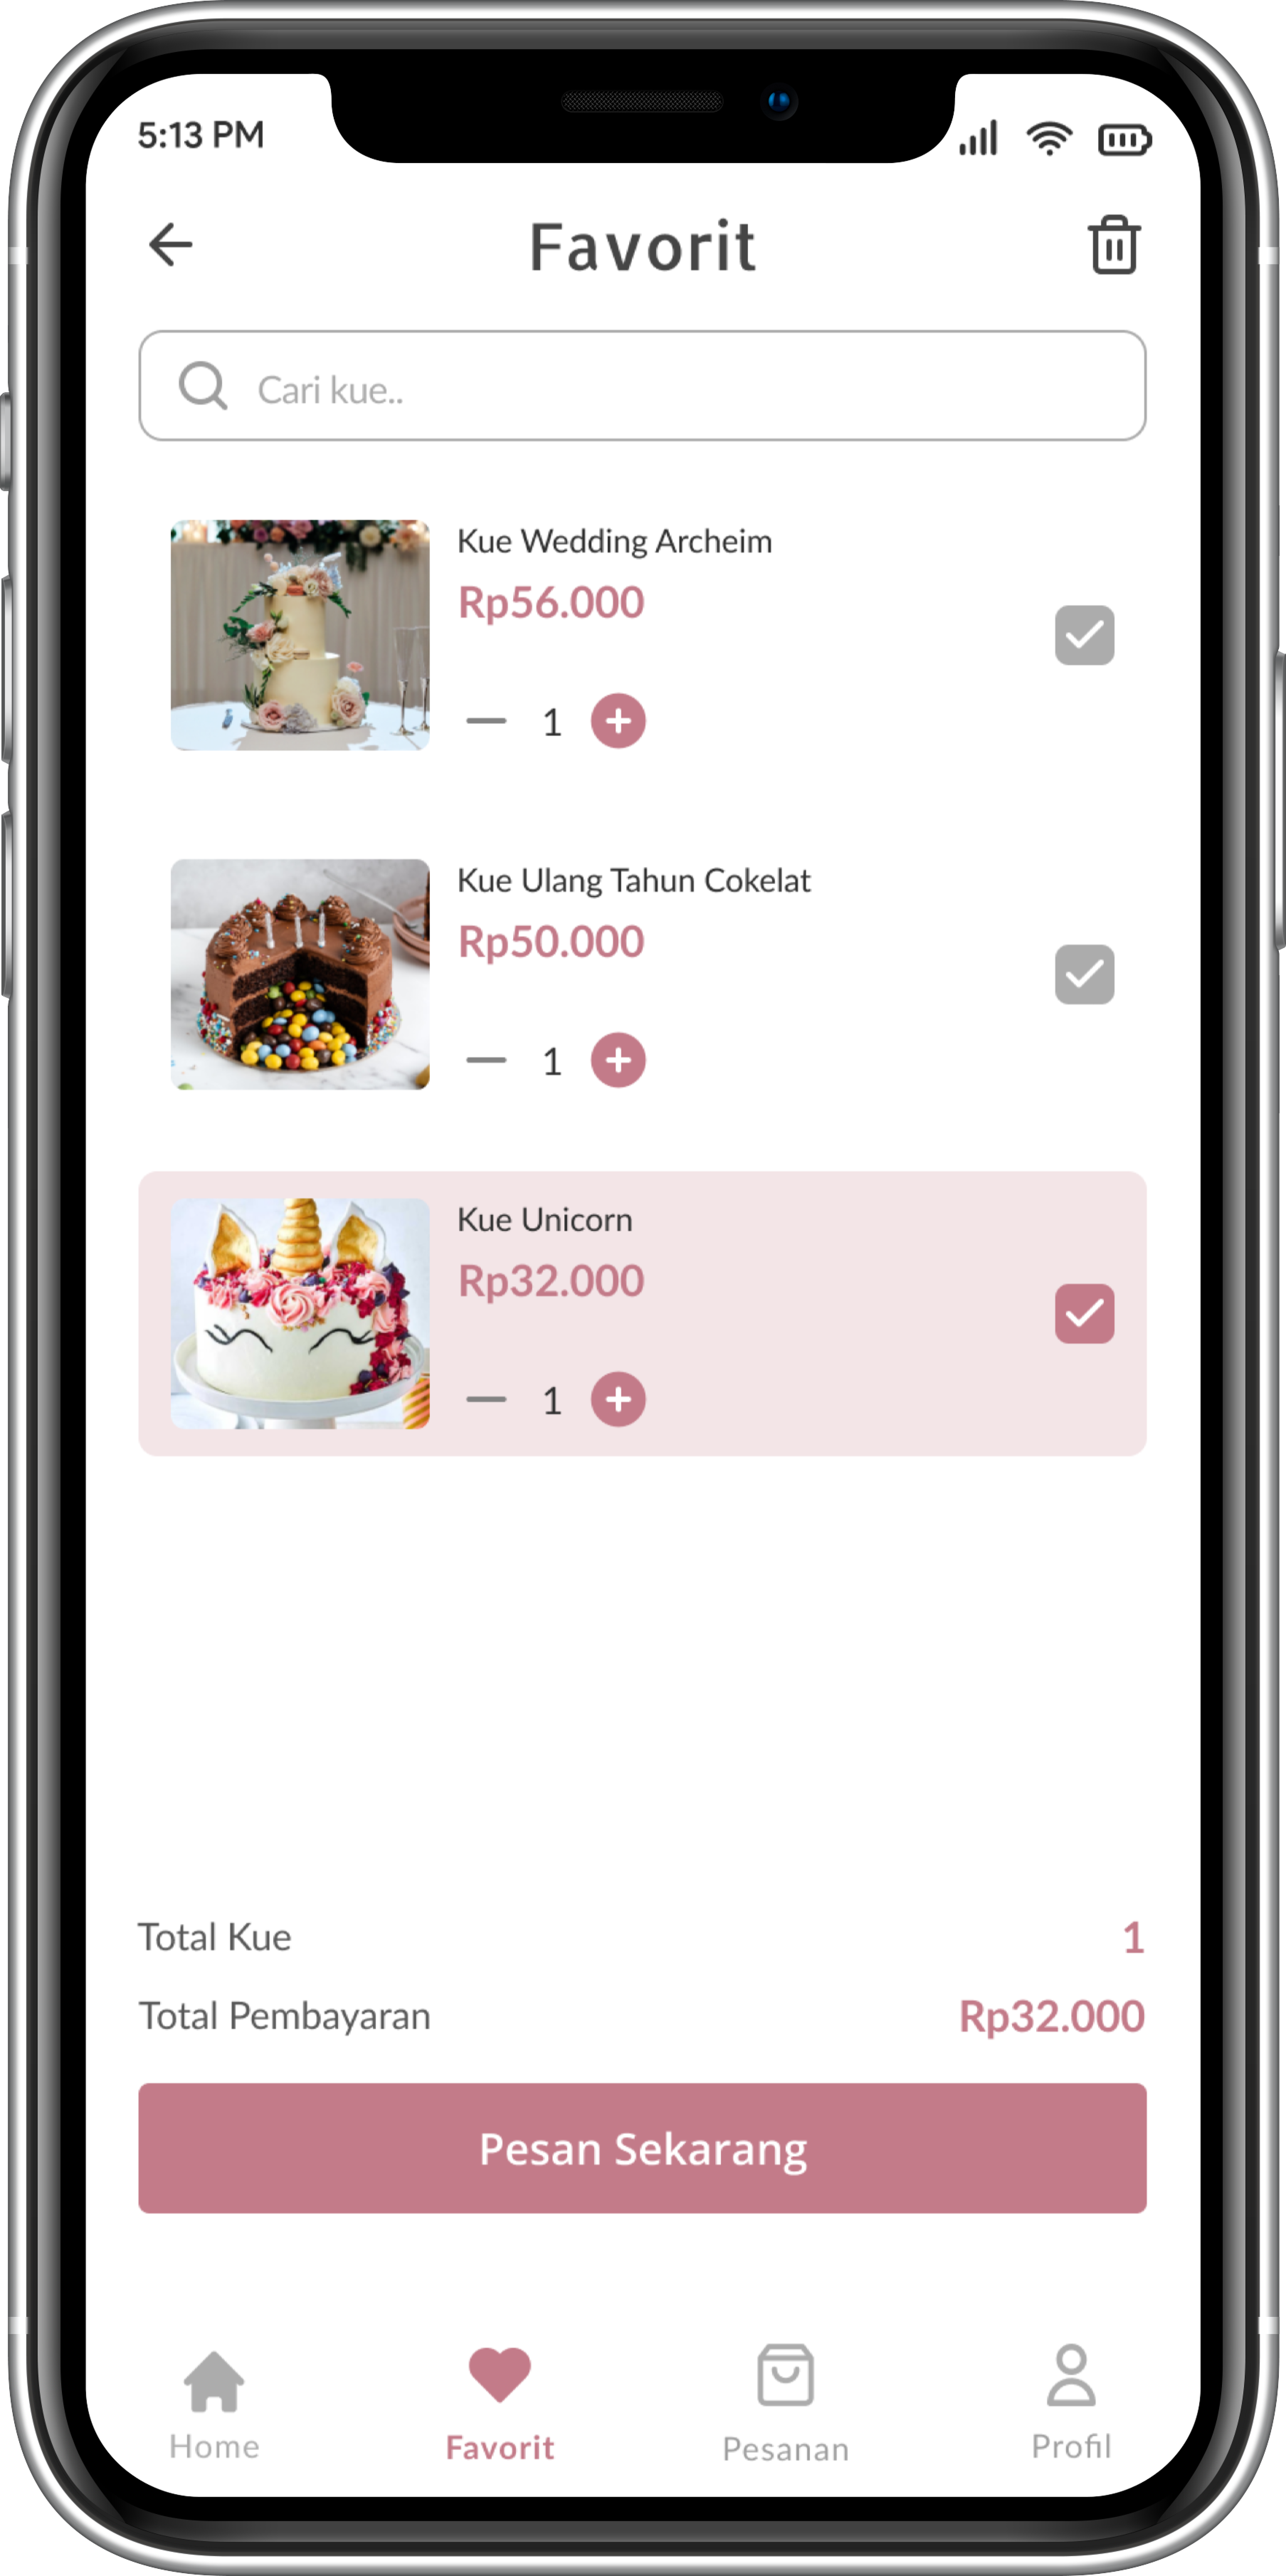 5:13 PM
Favorit
Cari kue..
Kue Wedding Archeim
Rp56.000
1
Kue Ulang Tahun Cokelat
Rp50.000
1
Kue Unicorn
Rp32.000
1
Total Kue 1
Total Pembayaran Rp32.000
Pesan Sekarang
Home Favorit Pesanan Profil